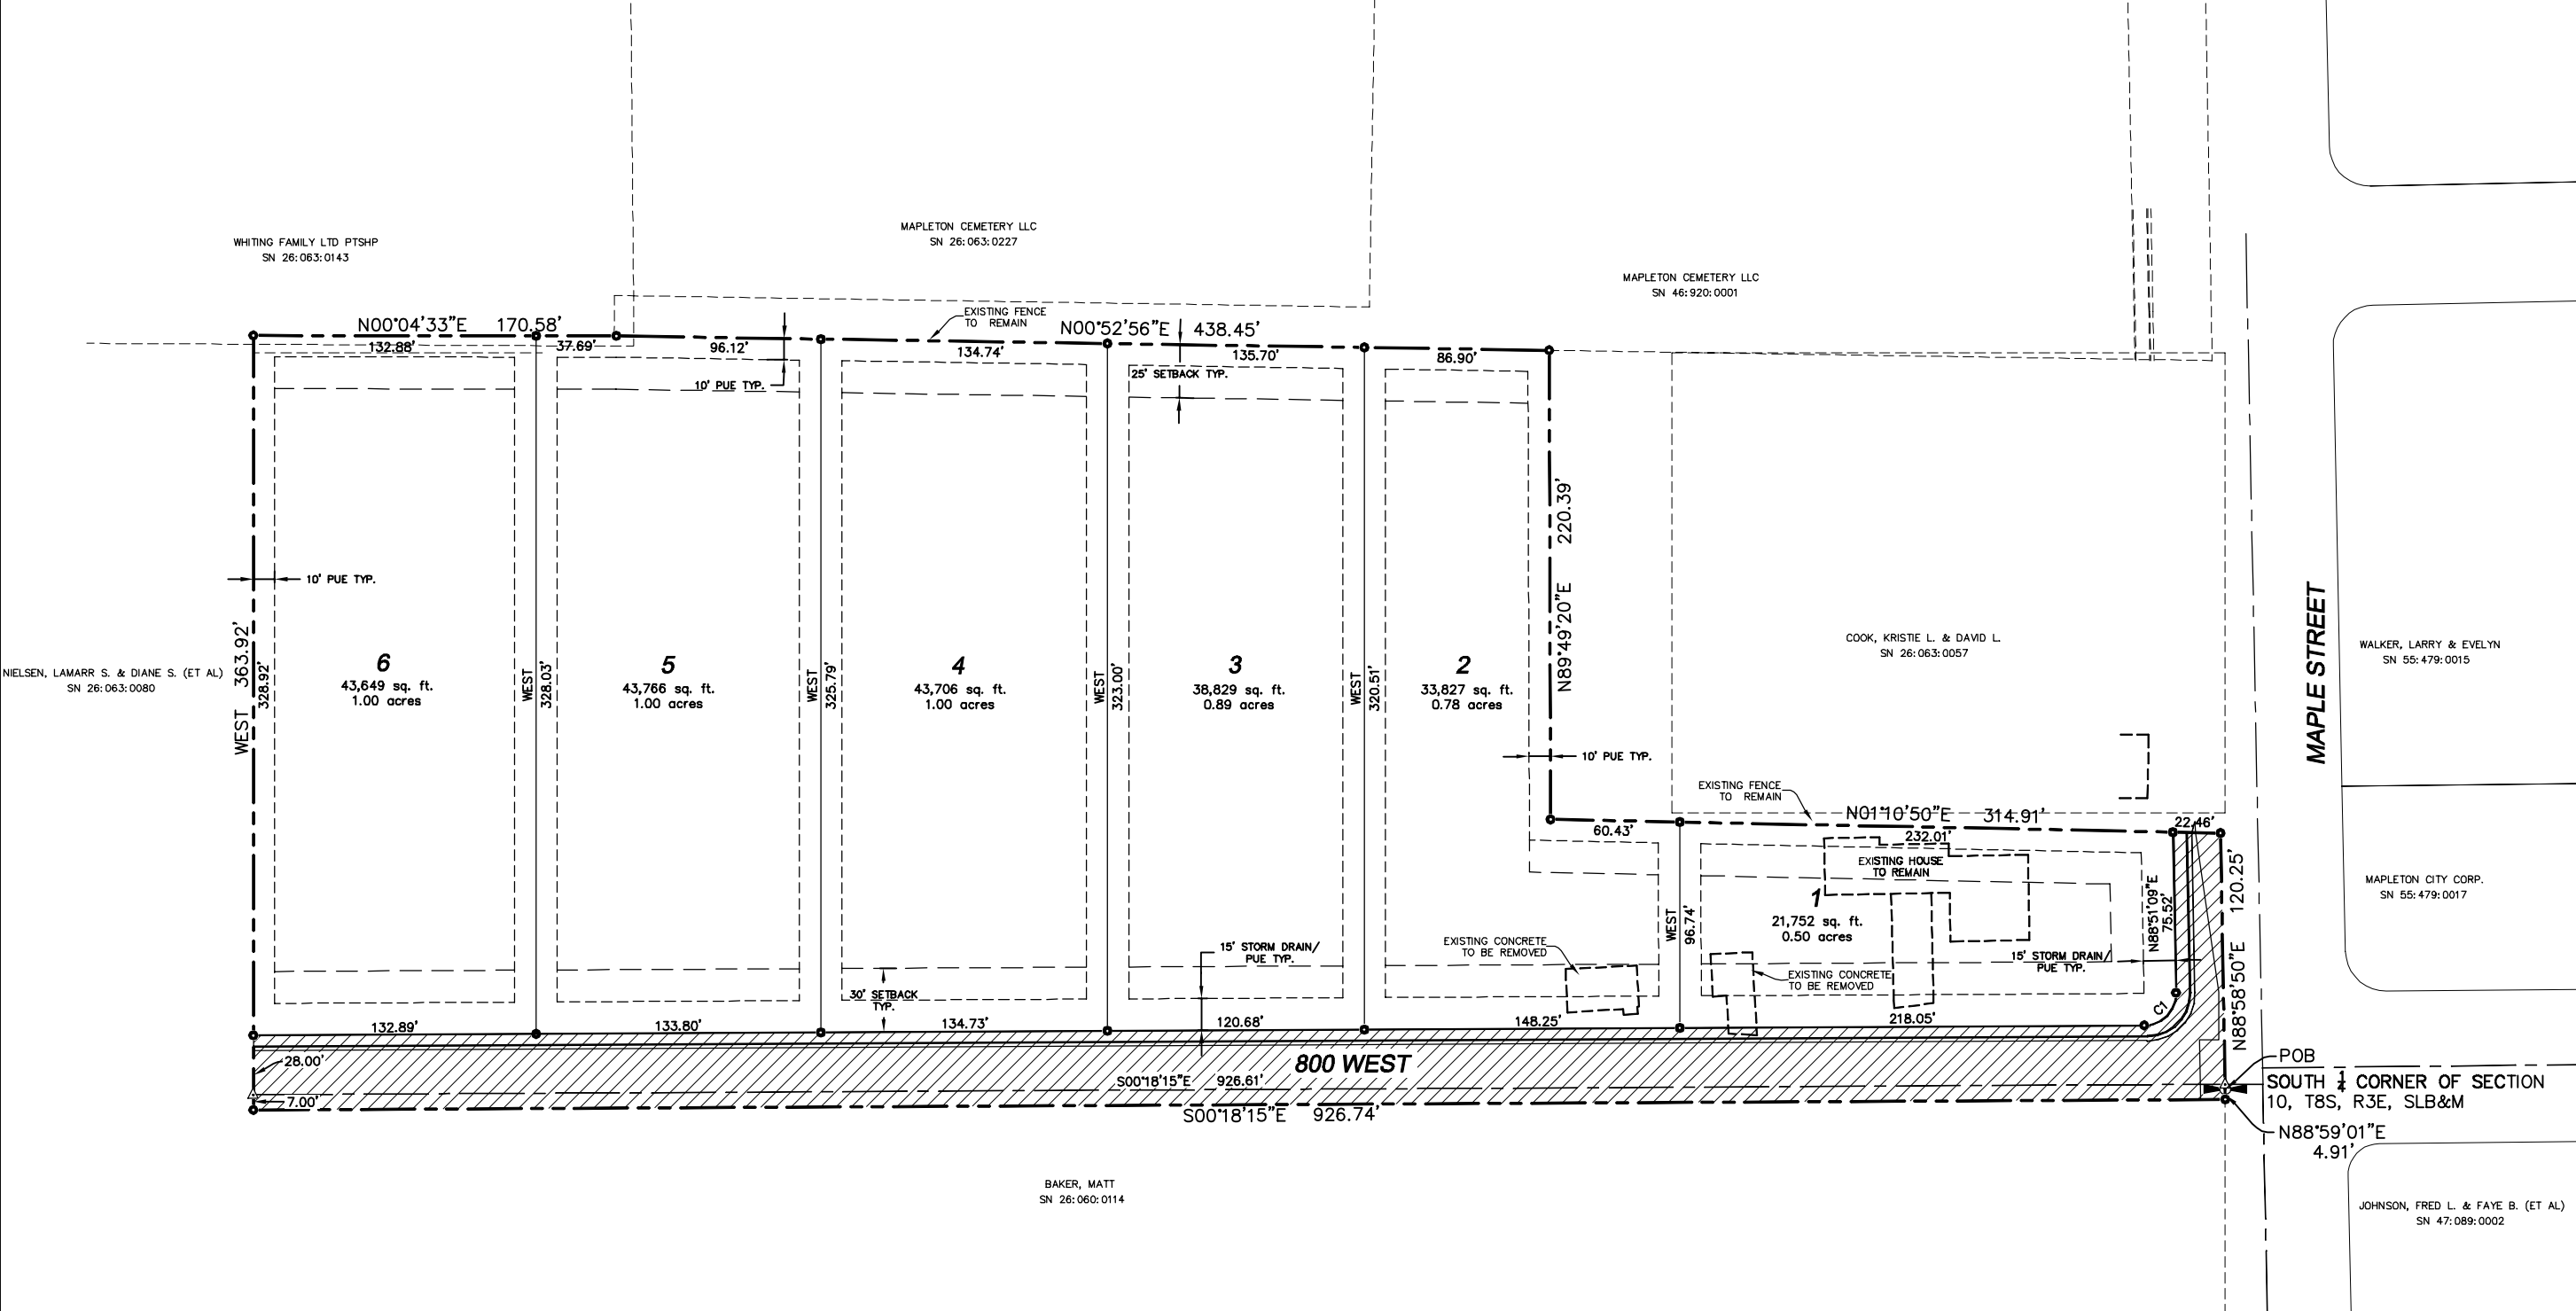 WHITING FAMILY LTD PTSHP
SN 26:063:0143
MAPLETON CEMETERY LLC
SN 26:063:0227
MAPLETON CEMETERY LLC
SN 46:920:0001
EXISTING FENCE
TO REMAIN
N00°04'33"E 170.58'
N00°52'56"E 438.45'
132.88'
37.69'
96.12'
134.74'
135.70'
86.90'
10' PUE TYP.
25' SETBACK TYP.
10' PUE TYP.
WEST 363.92'
328.92'
NIELSEN, LAMARR S. & DIANE S. (ET AL)
SN 26:063:0080
6
43,649 sq. ft.
1.00 acres
WEST
328.03'
5
43,766 sq. ft.
1.00 acres
WEST
325.79'
4
43,706 sq. ft.
1.00 acres
WEST
323.00'
3
38,829 sq. ft.
0.89 acres
WEST
320.51'
2
33,827 sq. ft.
0.78 acres
N89°49'20"E 220.39'
10' PUE TYP.
COOK, KRISTIE L. & DAVID L.
SN 26:063:0057
MAPLE STREET
WALKER, LARRY & EVELYN
SN 55:479:0015
EXISTING FENCE
TO REMAIN
N01°10'50"E 314.91'
60.43'
232.01'
22.46'
EXISTING HOUSE
TO REMAIN
1
21,752 sq. ft.
0.50 acres
WEST
96.74'
N88°51'09"E
75.52'
N88°58'50"E 120.25'
MAPLETON CITY CORP.
SN 55:479:0017
EXISTING CONCRETE
TO BE REMOVED
EXISTING CONCRETE
TO BE REMOVED
15' STORM DRAIN/
PUE TYP.
15' STORM DRAIN/
PUE TYP.
30' SETBACK
TYP.
C1
132.89'
133.80'
134.73'
120.68'
148.25'
218.05'
28.00'
7.00'
800 WEST
S00°18'15"E 926.61'
S00°18'15"E 926.74'
POB
SOUTH 1/4 CORNER OF SECTION
10, T8S, R3E, SLB&M
N88°59'01"E
4.91'
BAKER, MATT
SN 26:060:0114
JOHNSON, FRED L. & FAYE B. (ET AL)
SN 47:089:0002